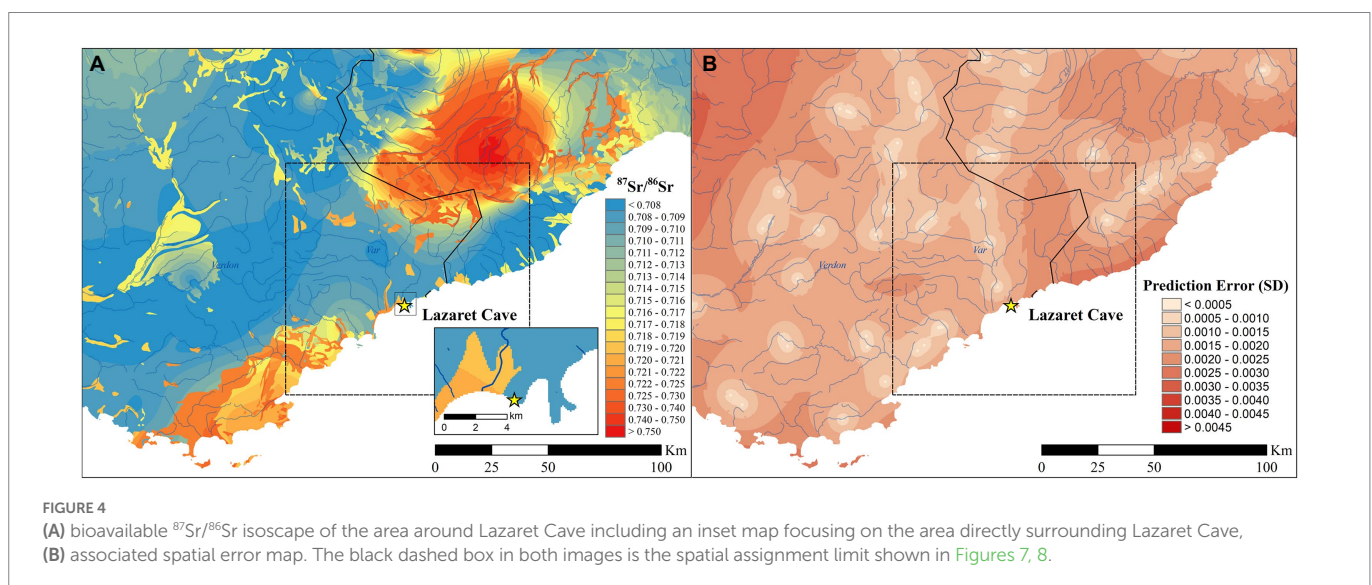 A
Verdon
Var
Lazaret Cave
⁸⁷Sr/⁸⁶Sr
< 0.708
0.708 - 0.709
0.709 - 0.710
0.710 - 0.711
0.711 - 0.712
0.712 - 0.713
0.713 - 0.714
0.714 - 0.715
0.715 - 0.716
0.716 - 0.717
0.717 - 0.718
0.718 - 0.719
0.719 - 0.720
0.720 - 0.721
0.721 - 0.722
0.722 - 0.725
0.725 - 0.730
0.730 - 0.740
0.740 - 0.750
> 0.750
km
0 2 4
Km
0 25 50 100
B
Verdon
Var
Lazaret Cave
Prediction Error (SD)
< 0.0005
0.0005 - 0.0010
0.0010 - 0.0015
0.0015 - 0.0020
0.0020 - 0.0025
0.0025 - 0.0030
0.0030 - 0.0035
0.0035 - 0.0040
0.0040 - 0.0045
> 0.0045
Km
0 25 50 100
FIGURE 4
(A) bioavailable ⁸⁷Sr/⁸⁶Sr isoscape of the area around Lazaret Cave including an inset map focusing on the area directly surrounding Lazaret Cave,
(B) associated spatial error map. The black dashed box in both images is the spatial assignment limit shown in Figures 7, 8.